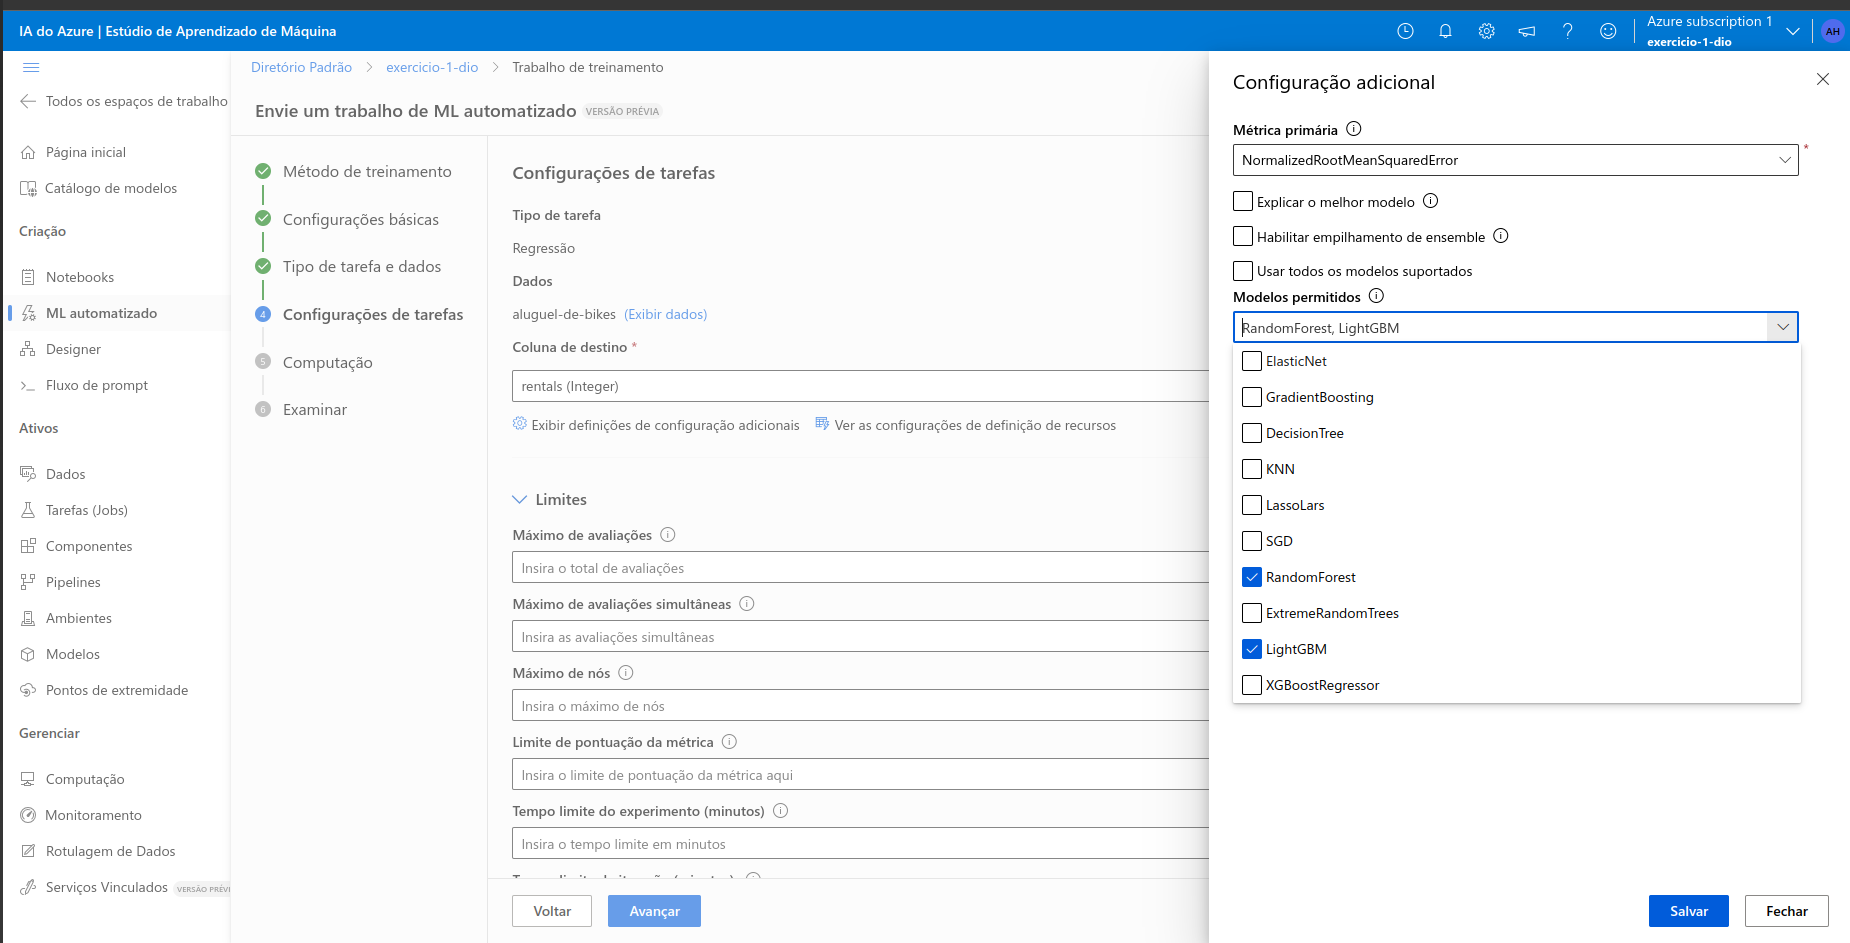 IA do Azure | Estúdio de Aprendizado de Máquina
Azure subscription 1
exercicio-1-dio
AH
Todos os espaços de trabalho
Página inicial
Catálogo de modelos
Criação
Notebooks
ML automatizado
Designer
Fluxo de prompt
Ativos
Dados
Tarefas (Jobs)
Componentes
Pipelines
Ambientes
Modelos
Pontos de extremidade
Gerenciar
Computação
Monitoramento
Rotulagem de Dados
Serviços Vinculados VERSÃO PRÉVI
Diretório Padrão > exercicio-1-dio > Trabalho de treinamento
Envie um trabalho de ML automatizado VERSÃO PRÉVIA
Método de treinamento
Configurações básicas
Tipo de tarefa e dados
4 Configurações de tarefas
5 Computação
6 Examinar
Configurações de tarefas
Tipo de tarefa
Regressão
Dados
aluguel-de-bikes (Exibir dados)
Coluna de destino *
rentals (Integer)
Exibir definições de configuração adicionais Ver as configurações de definição de recursos
Limites
Máximo de avaliações
Insira o total de avaliações
Máximo de avaliações simultâneas
Insira as avaliações simultâneas
Máximo de nós
Insira o máximo de nós
Limite de pontuação da métrica
Insira o limite de pontuação da métrica aqui
Tempo limite do experimento (minutos)
Insira o tempo limite em minutos
Voltar
Avançar
Configuração adicional
Métrica primária
NormalizedRootMeanSquaredError *
Explicar o melhor modelo
Habilitar empilhamento de ensemble
Usar todos os modelos suportados
Modelos permitidos
RandomForest, LightGBM
ElasticNet
GradientBoosting
DecisionTree
KNN
LassoLars
SGD
RandomForest
ExtremeRandomTrees
LightGBM
XGBoostRegressor
Salvar
Fechar